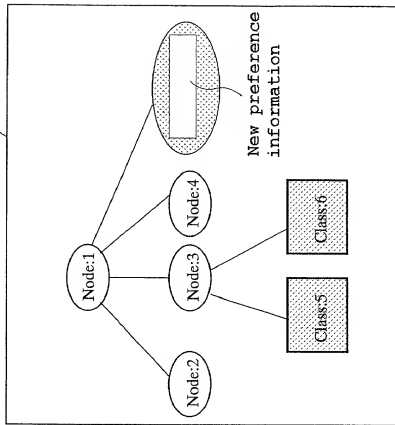 Node:1
Node:2
Node:3
Node:4
New preference
information
Class:5
Class:6